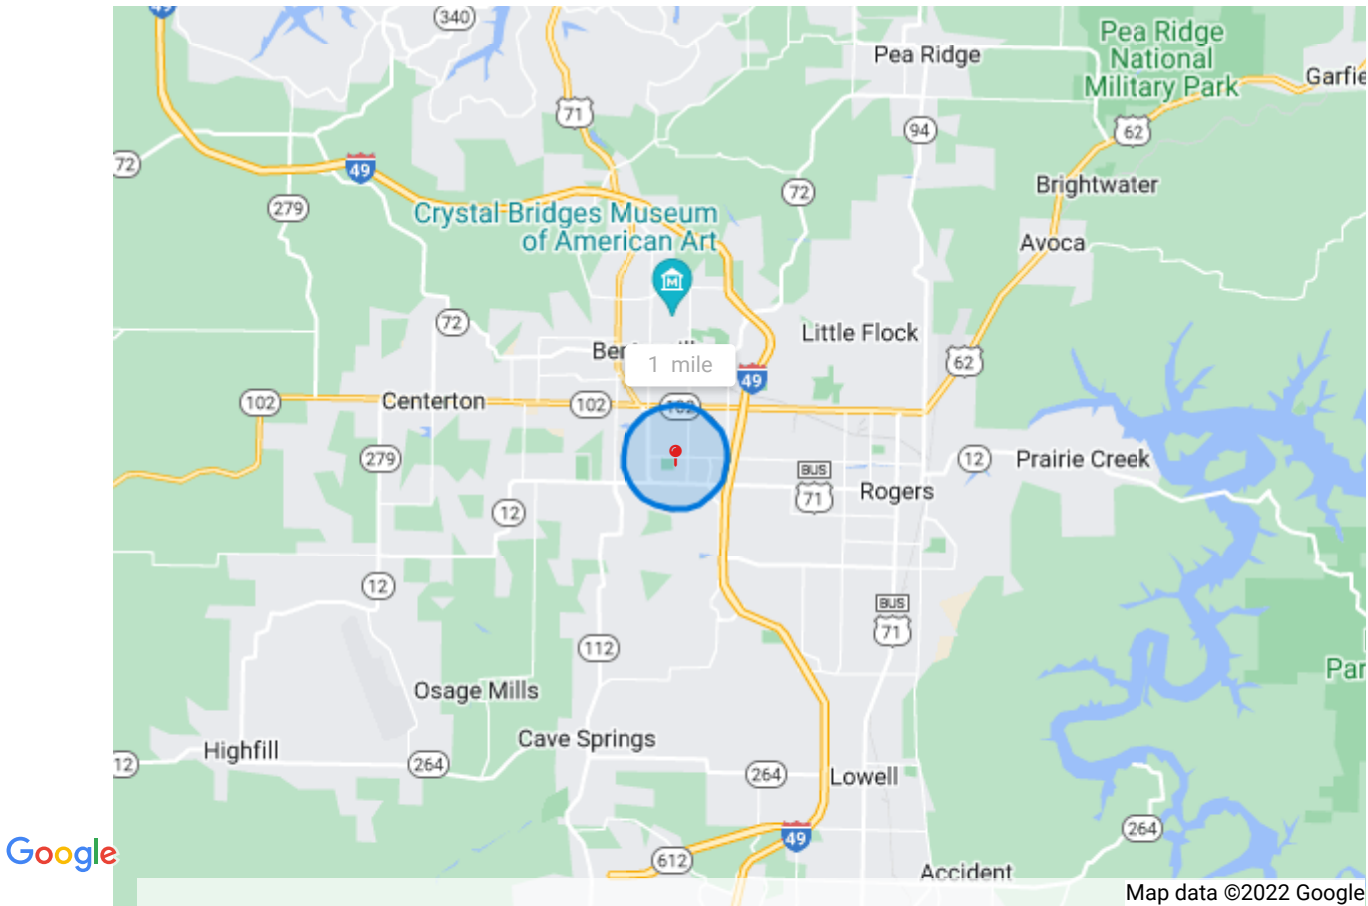 49
340
Pea Ridge
Pea Ridge
National
Military Park
Garfie
71
94
62
72
49
72
Brightwater
279
Crystal Bridges Museum
of American Art
Avoca
M
72
Little Flock
1 mile
62
49
102
Centerton
102
102
279
12
Prairie Creek
BUS
71
Rogers
12
12
BUS
71
112
Par
Osage Mills
Cave Springs
Highfill
12
264
264
Lowell
264
49
Google
612
Accident
Map data ©2022 Google